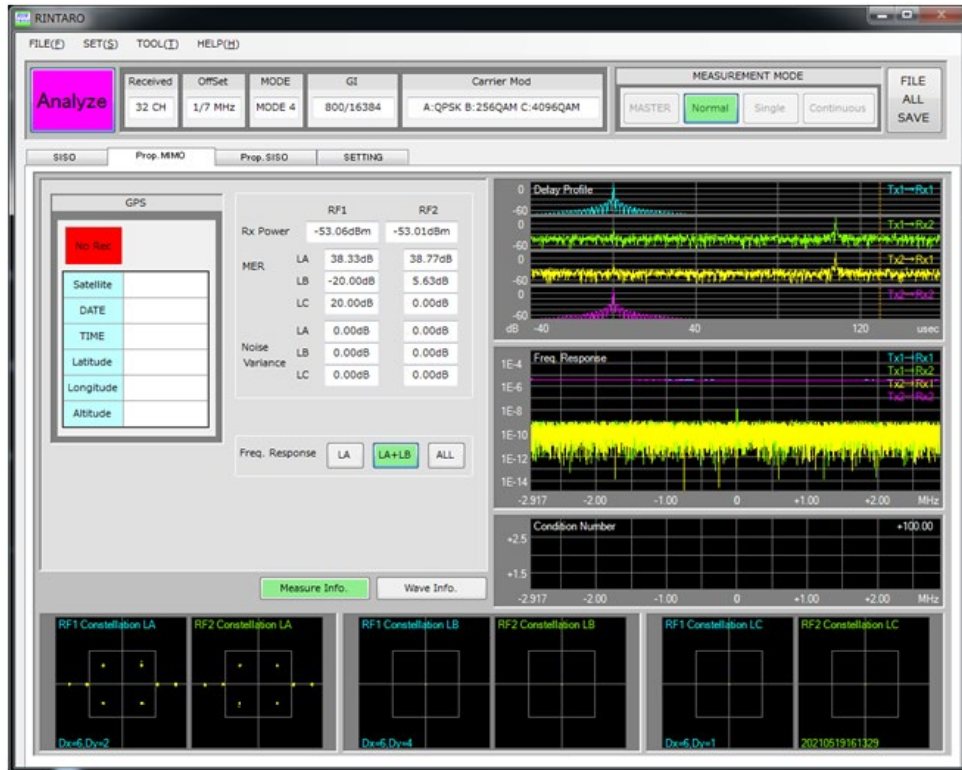 RINTARO
FILE(F) SET(S) TOOL(T) HELP(H)
Analyze
Received OffSet MODE GI Carrier Mod
32 CH 1/7 MHz MODE 4 800/16384 A:QPSK B:256QAM C:4096QAM
MEASUREMENT MODE
MASTER Normal Single Continuous
FILE
ALL
SAVE
SISO Prop.MIMO Prop.SISO SETTING
GPS
No Rec
Satellite
DATE
TIME
Latitude
Longitude
Altitude
RF1 RF2
Rx Power -53.06dBm -53.01dBm
MER
LA 38.33dB 38.77dB
LB -20.00dB 5.63dB
LC 20.00dB 0.00dB
Noise
Variance
LA 0.00dB 0.00dB
LB 0.00dB 0.00dB
LC 0.00dB 0.00dB
Freq. Response LA LA+LB ALL
Measure Info. Wave Info.
0 Delay Profile Tx1→Rx1
-60
0 Tx1→Rx2
-60
0 Tx2→Rx1
-60
0 Tx2→Rx2
-60
dB -40 40 120 usec
Freq. Response Tx1→Rx1
1E-4 Tx1→Rx2
Tx2→Rx1
1E-6 Tx2→Rx2
1E-8
1E-10
1E-12
1E-14
-2.917 -2.00 -1.00 0 +1.00 +2.00 MHz
Condition Number +100.00
+2.5
+1.5
-2.917 -2.00 -1.00 0 +1.00 +2.00 MHz
RF1 Constellation LA RF2 Constellation LA
Dx=6,Dy=2
RF1 Constellation LB RF2 Constellation LB
Dx=6,Dy=4
RF1 Constellation LC RF2 Constellation LC
Dx=6,Dy=1 20210519161329